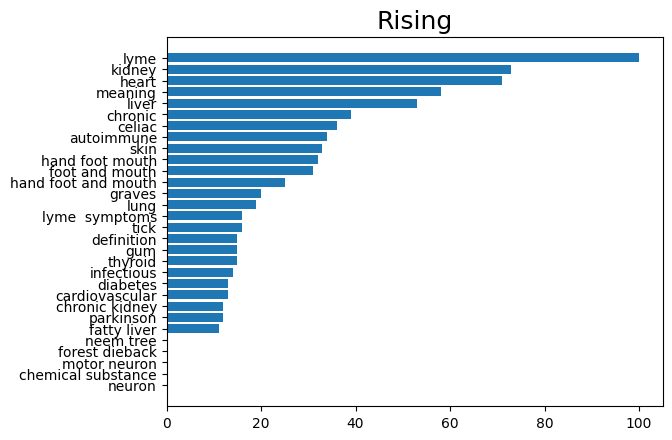 Rising
lyme
kidney
heart
meaning
liver
chronic
celiac
autoimmune
skin
hand foot mouth
foot and mouth
hand foot and mouth
graves
lung
lyme  symptoms
tick
definition
gum
thyroid
infectious
diabetes
cardiovascular
chronic kidney
parkinson
fatty liver
neem tree
forest dieback
motor neuron
chemical substance
neuron
0 20 40 60 80 100